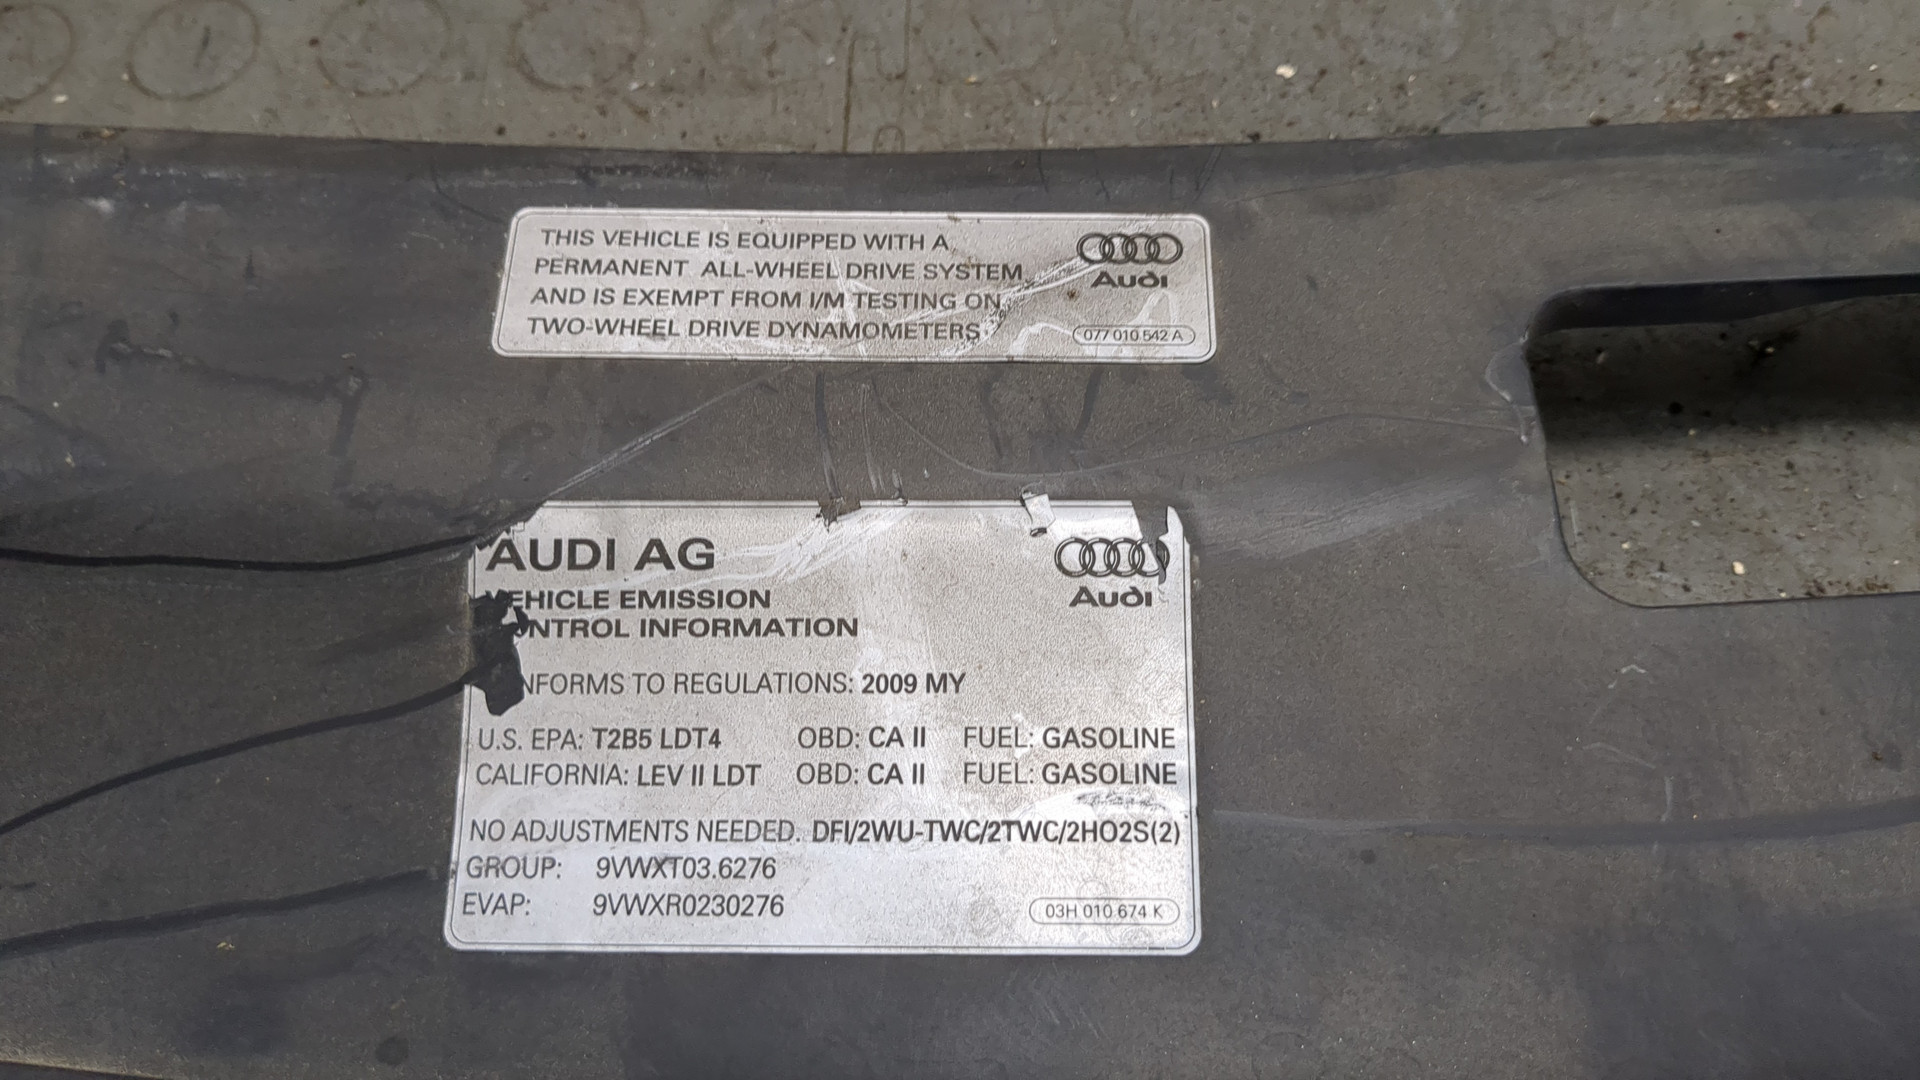 THIS VEHICLE IS EQUIPPED WITH A
PERMANENT ALL-WHEEL DRIVE SYSTEM
AND IS EXEMPT FROM I/M TESTING ON
TWO-WHEEL DRIVE DYNAMOMETERS.
Audi
077 010 542 A
AUDI AG
Audi
VEHICLE EMISSION
NTROL INFORMATION
NFORMS TO REGULATIONS: 2009 MY
U.S. EPA: T2B5 LDT4 OBD: CA II FUEL: GASOLINE
CALIFORNIA: LEV II LDT OBD: CA II FUEL: GASOLINE
NO ADJUSTMENTS NEEDED. DFI/2WU-TWC/2TWC/2HO2S(2)
GROUP: 9VWXT03.6276
EVAP: 9VWXR0230276
03H 010 674 K